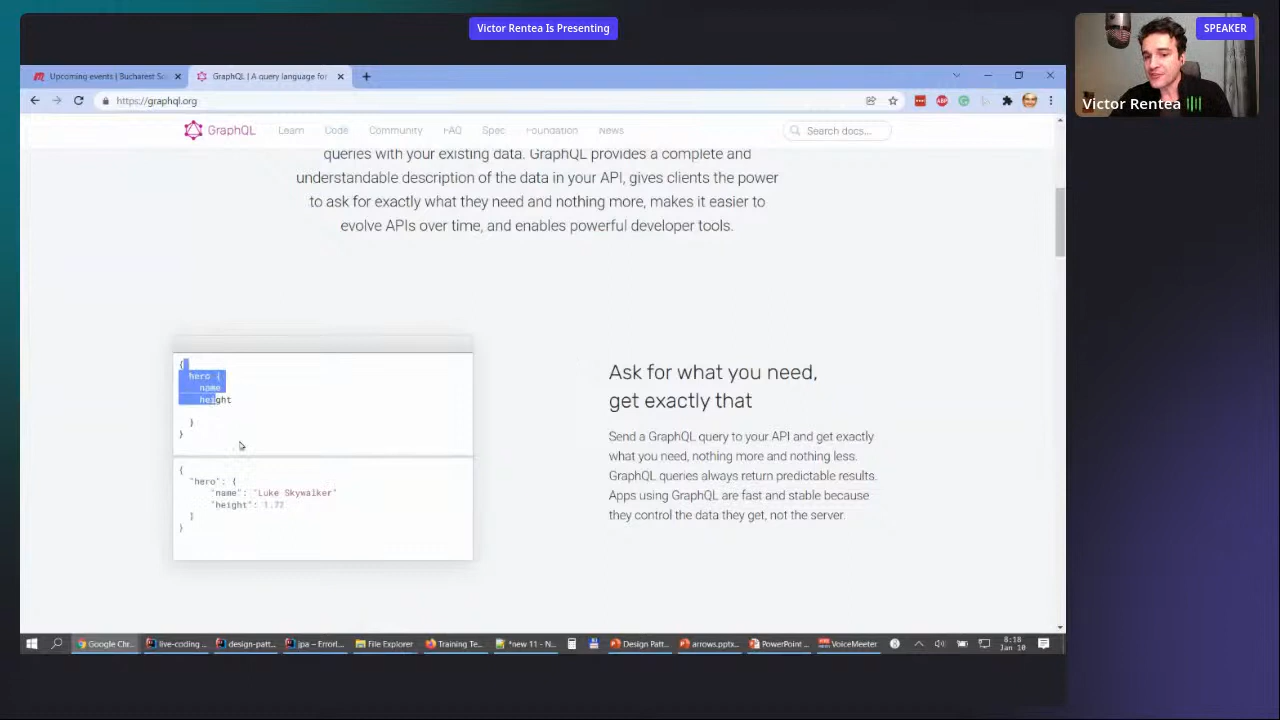 Victor Rentea Is Presenting
SPEAKER
Victor Rentea
Upcoming events | Bucharest So
GraphQL | A query language for
https://graphql.org
GraphQL
Learn
Code
Community
FAQ
Spec
Foundation
News
Search docs...
queries with your existing data. GraphQL provides a complete and
understandable description of the data in your API, gives clients the power
to ask for exactly what they need and nothing more, makes it easier to
evolve APIs over time, and enables powerful developer tools.
{
hero {
name
height
}
}
{
"hero": {
"name": "Luke Skywalker"
"height": 1.72
}
}
Ask for what you need,
get exactly that
Send a GraphQL query to your API and get exactly
what you need, nothing more and nothing less.
GraphQL queries always return predictable results.
Apps using GraphQL are fast and stable because
they control the data they get, not the server.
Google Chr...
live-coding ...
design-patt...
jpa – ErrorL...
File Explorer
Training Te...
*new 11 - N...
Design Patt...
arrows.pptx...
PowerPoint ...
VoiceMeeter
8:18
Jan 10